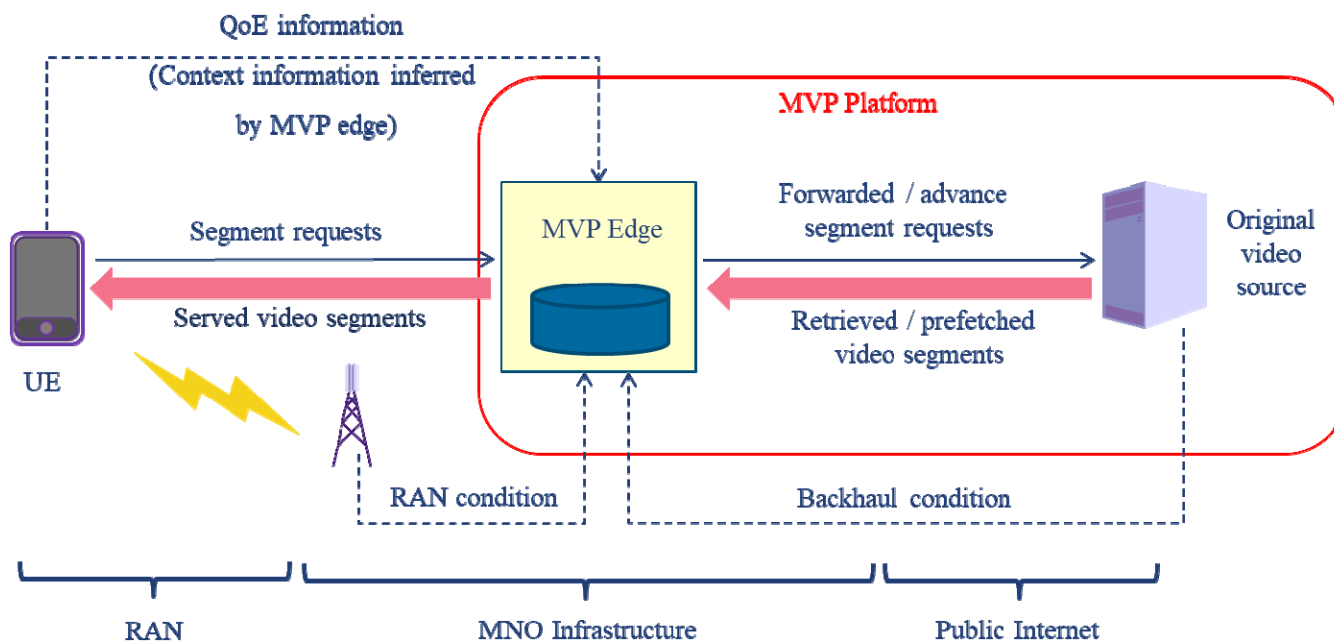 QoE information
(Context information inferred
by MVP edge)
MVP Platform
Segment requests
MVP Edge
Forwarded / advance
segment requests
Original
video
source
Served video segments
Retrieved / prefetched
video segments
UE
RAN condition
Backhaul condition
RAN
MNO Infrastructure
Public Internet